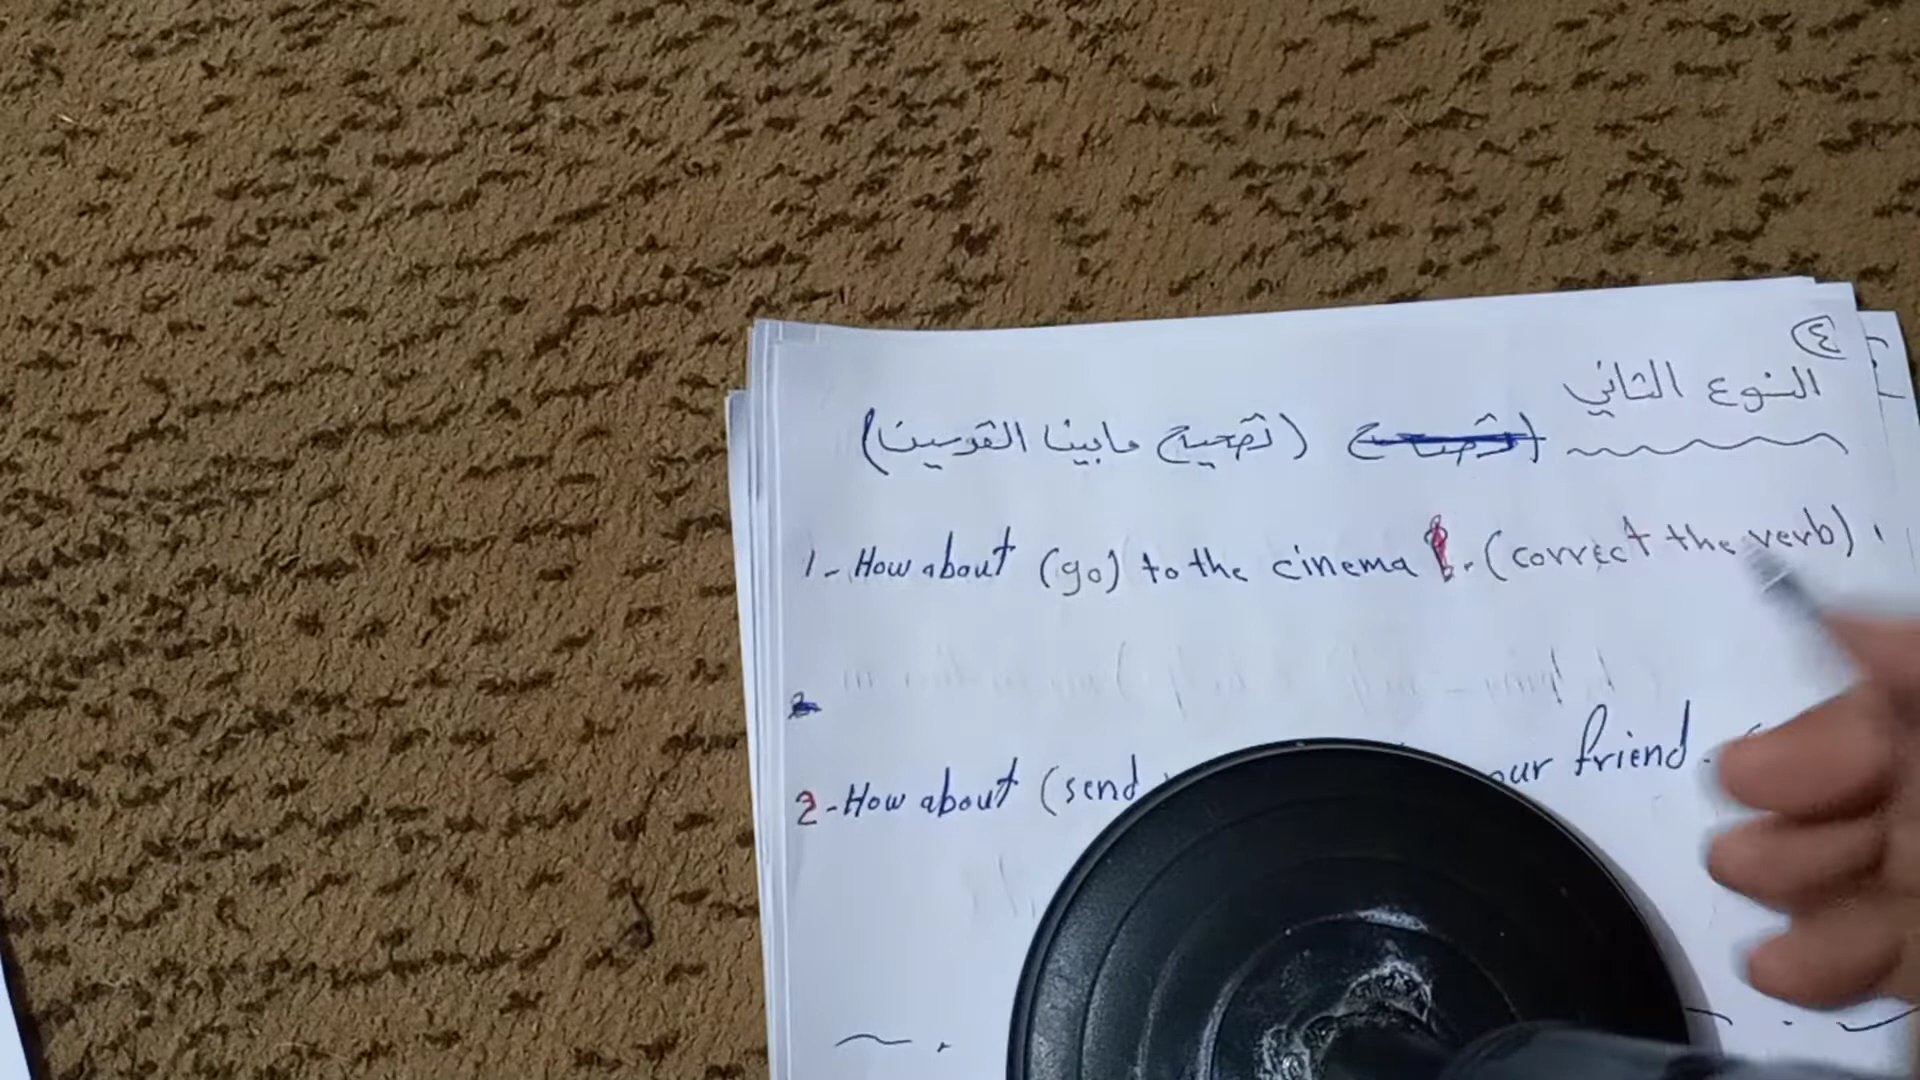 ٤
النوع الثاني
(تصحيح مابينا القوسين)
1- How about (go) to the cinema . (correct the verb) .
2- How about (send our friend .